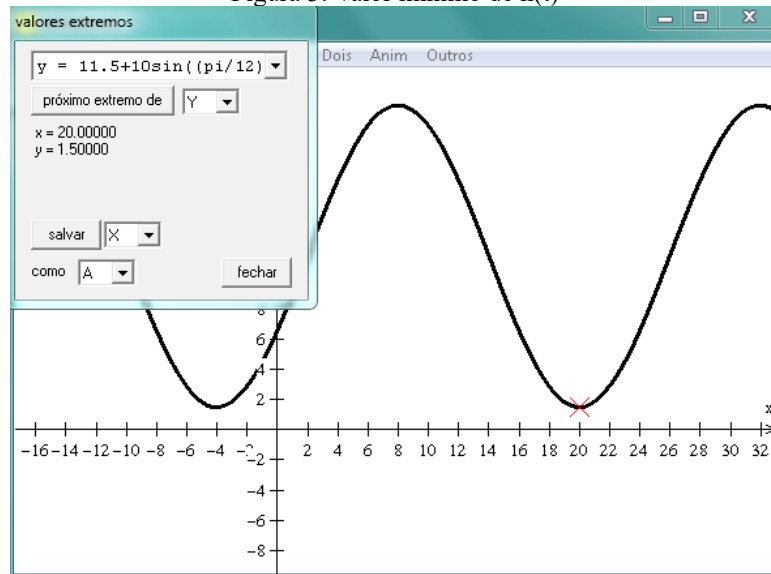 valores extremos
y = 11.5+10sin((pi/12)
próximo extremo de Y
x = 20.00000
y = 1.50000
salvar X
como A fechar
Dois Anim Outros
8
6
4
2
x
-16 -14 -12 -10 -8 -6 -4 -2 2 4 6 8 10 12 14 16 18 20 22 24 26 28 30 32
-2
-4
-6
-8